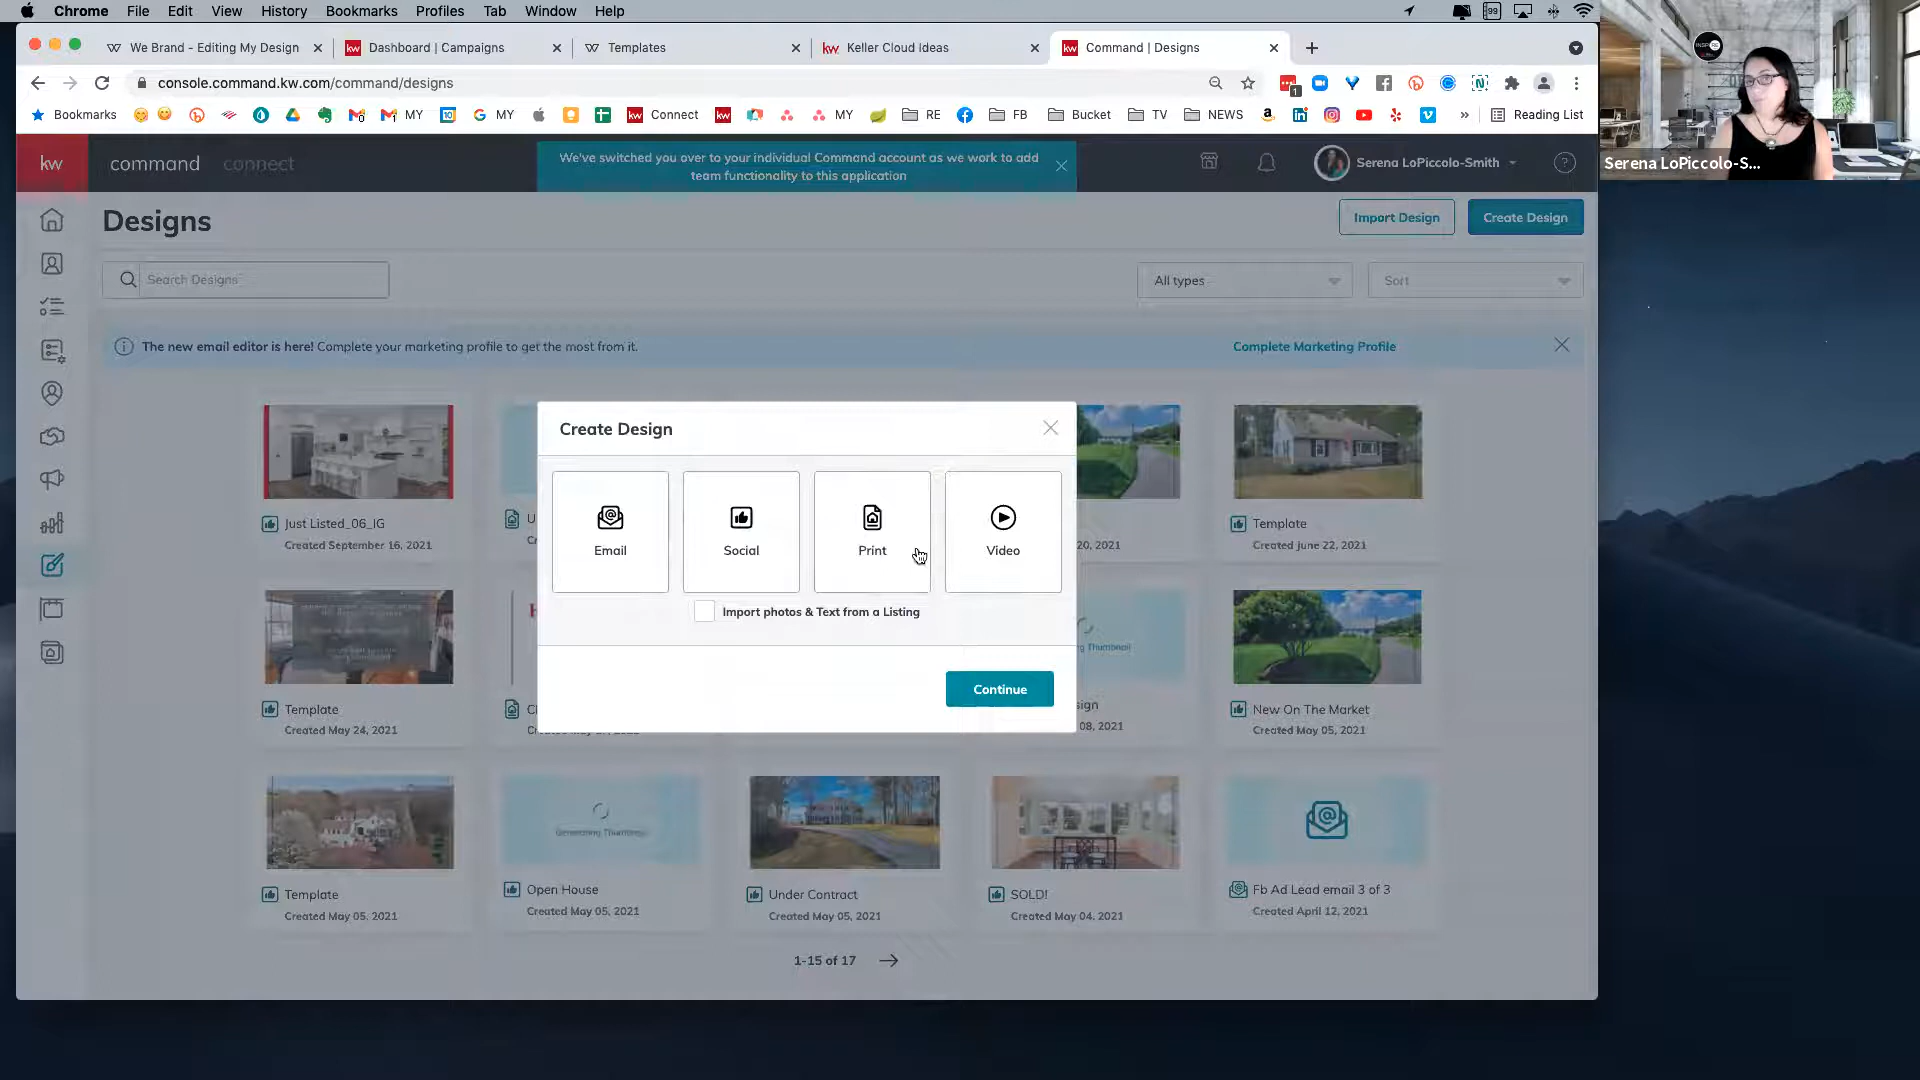 Chrome File Edit View History Bookmarks Profiles Tab Window Help
99
We Brand - Editing My Design
kw Dashboard | Campaigns
Templates
kw Keller Cloud Ideas
kw Command | Designs
console.command.kw.com/command/designs
1
Bookmarks
MY
G MY
Connect
MY
RE
FB
Bucket
TV
NEWS
Reading List
INSPIRE
Serena LoPiccolo-S...
kw command connect
We've switched you over to your individual Command account as we work to add
team functionality to this application
Serena LoPiccolo-Smith
Designs
Import Design
Create Design
Search Designs
All types
Sort
The new email editor is here! Complete your marketing profile to get the most from it.
Complete Marketing Profile
Create Design
Email
Social
Print
Video
Import photos & Text from a Listing
Continue
Just Listed_06_IG
Created September 16, 2021
20, 2021
Template
Created June 22, 2021
Template
Created May 24, 2021
Thumbnail
08, 2021
New On The Market
Created May 05, 2021
Generating Thumbnail
Template
Created May 05, 2021
Open House
Created May 05, 2021
Under Contract
Created May 05, 2021
SOLD!
Created May 04, 2021
Fb Ad Lead email 3 of 3
Created April 12, 2021
1-15 of 17